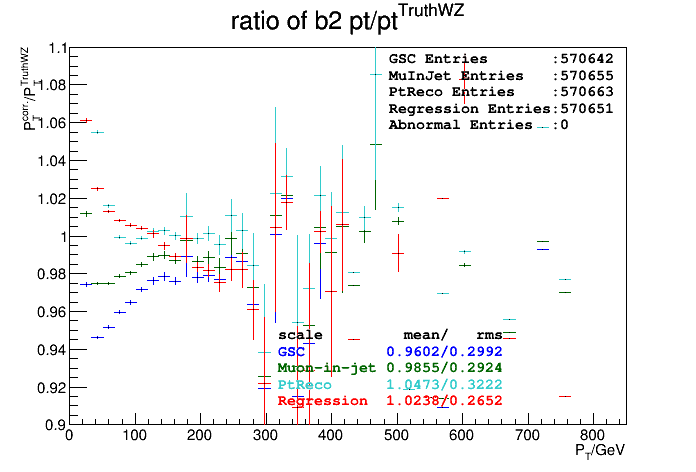 ratio of b2 pt/pt^TruthWZ
P_T^corr./P_T^TruthWZ
1.1
1.08
1.06
1.04
1.02
1
0.98
0.96
0.94
0.92
0.9
GSC Entries :570642
MuInJet Entries :570655
PtReco Entries :570663
Regression Entries:570651
Abnormal Entries :0
scale mean/ rms
GSC 0.9602/0.2992
Muon-in-jet 0.9855/0.2924
PtReco 1.0473/0.3222
Regression 1.0238/0.2652
0 100 200 300 400 500 600 700 800
P_T/GeV